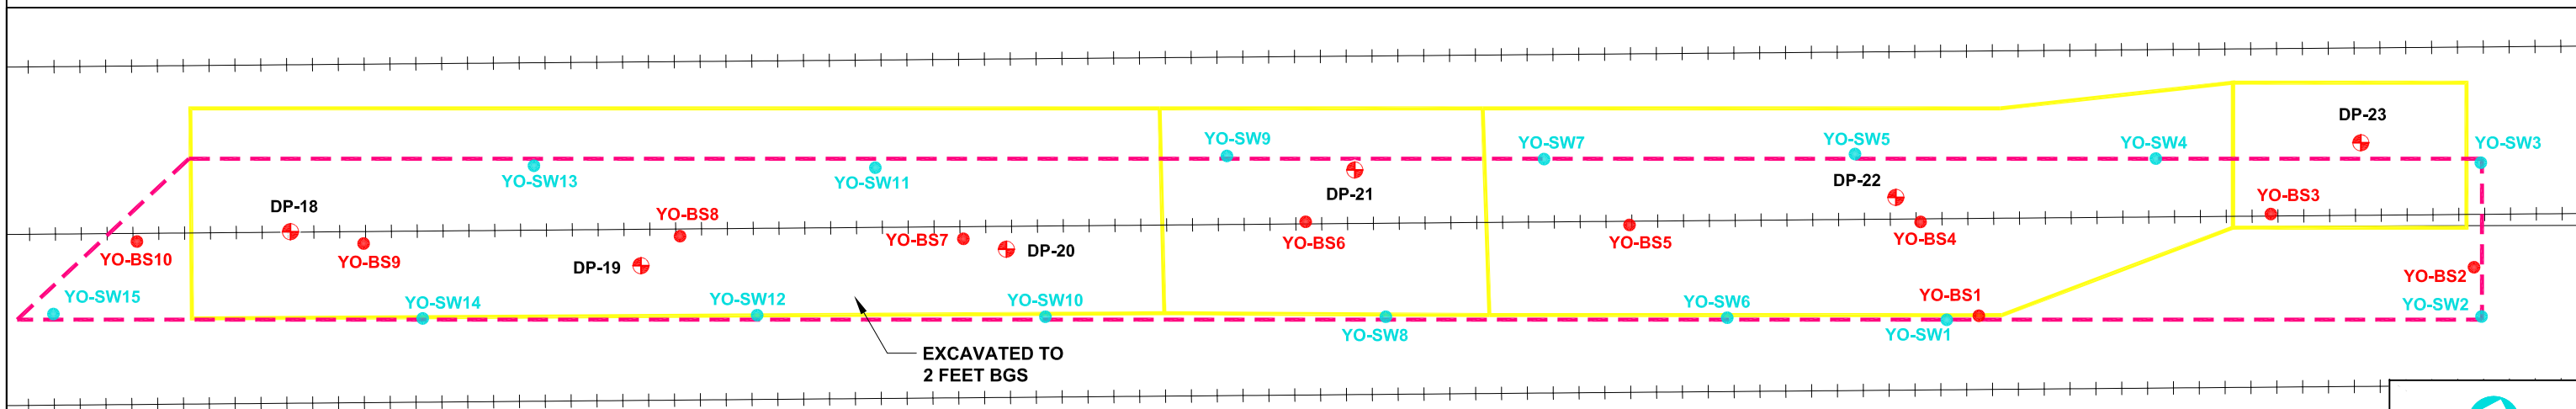 DP-23
YO-SW9
YO-SW7
YO-SW5
YO-SW4
YO-SW3
YO-SW13
YO-SW11
DP-21
DP-22
YO-BS3
DP-18
YO-BS8
YO-BS10
YO-BS9
DP-19
YO-BS7
DP-20
YO-BS6
YO-BS5
YO-BS4
YO-BS2
YO-SW15
YO-SW14
YO-SW12
YO-SW10
YO-SW8
YO-SW6
YO-BS1
YO-SW1
YO-SW2
EXCAVATED TO
2 FEET BGS